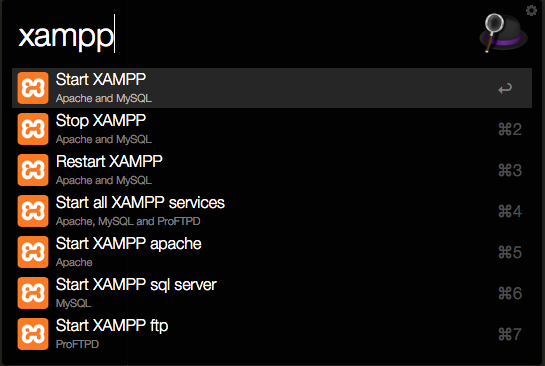 xampp
Start XAMPP
Apache and MySQL
↩
Stop XAMPP
Apache and MySQL
⌘2
Restart XAMPP
Apache and MySQL
⌘3
Start all XAMPP services
Apache, MySQL and ProFTPD
⌘4
Start XAMPP apache
Apache
⌘5
Start XAMPP sql server
MySQL
⌘6
Start XAMPP ftp
ProFTPD
⌘7